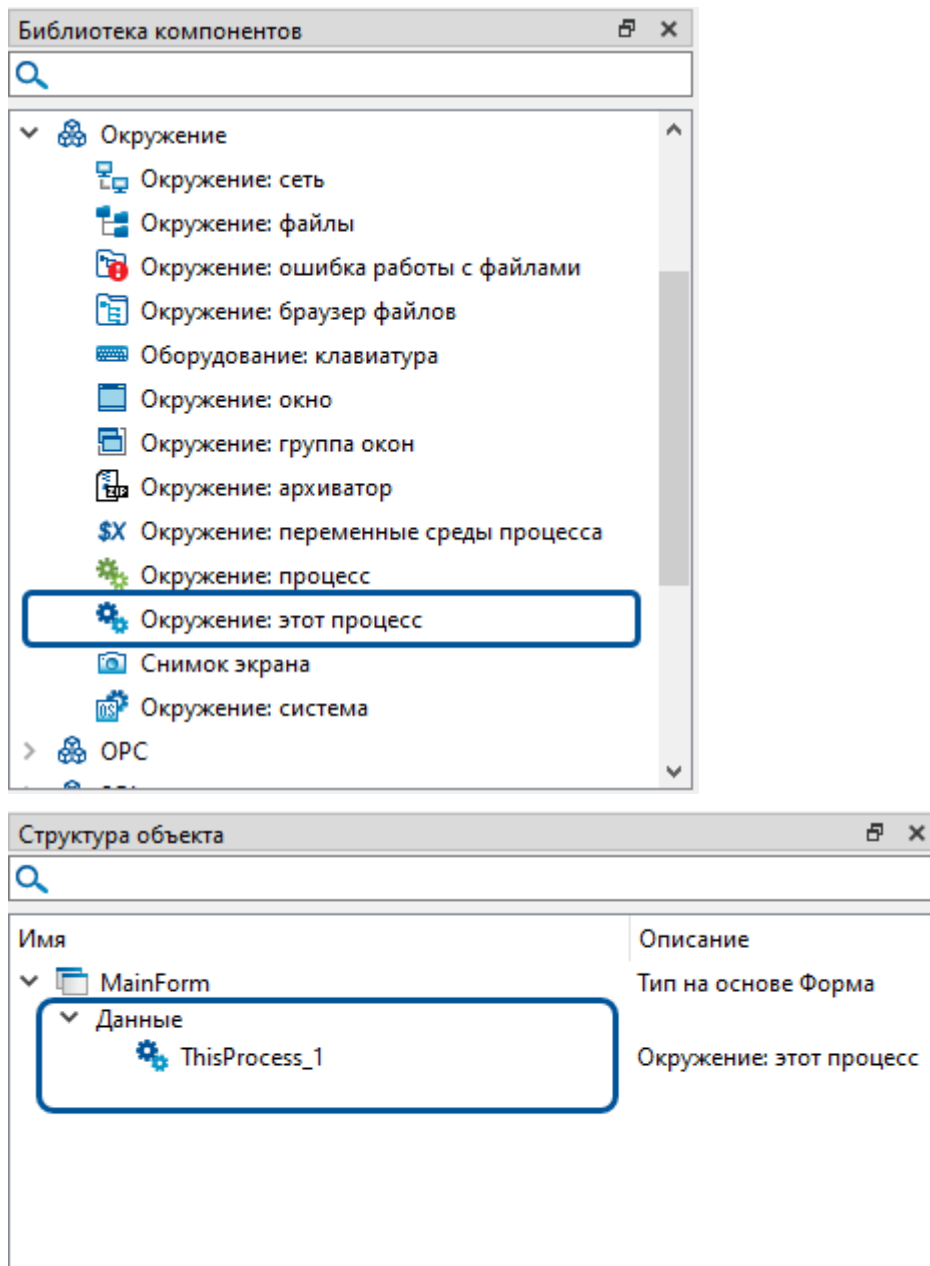 Библиотека компонентов
Окружение
Окружение: сеть
Окружение: файлы
Окружение: ошибка работы с файлами
Окружение: браузер файлов
Оборудование: клавиатура
Окружение: окно
Окружение: группа окон
Окружение: архиватор
$X Окружение: переменные среды процесса
Окружение: процесс
Окружение: этот процесс
Снимок экрана
OS Окружение: система
OPC
Структура объекта
Имя Описание
MainForm Тип на основе Форма
Данные
ThisProcess_1 Окружение: этот процесс